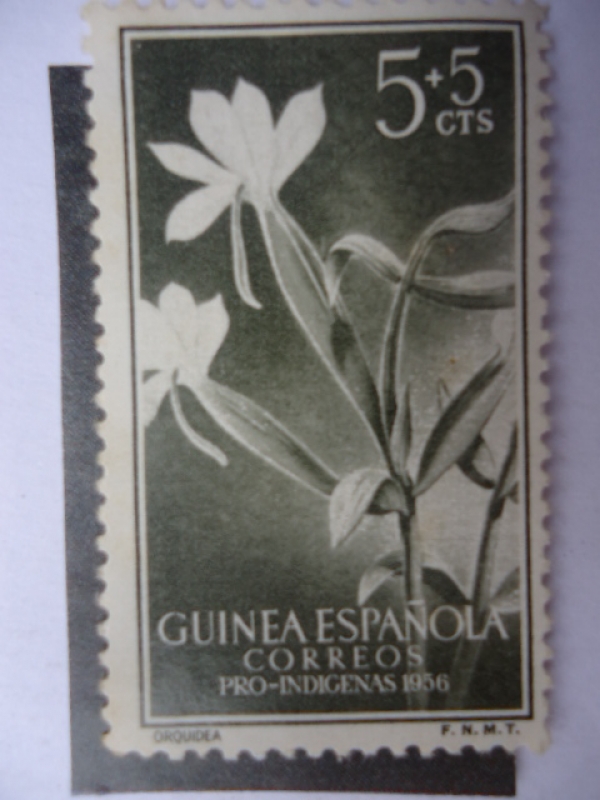 5+5
CTS
GUINEA ESPAÑOLA
CORREOS
PRO-INDIGENAS 1956
ORQUIDEA F. N. M. T.